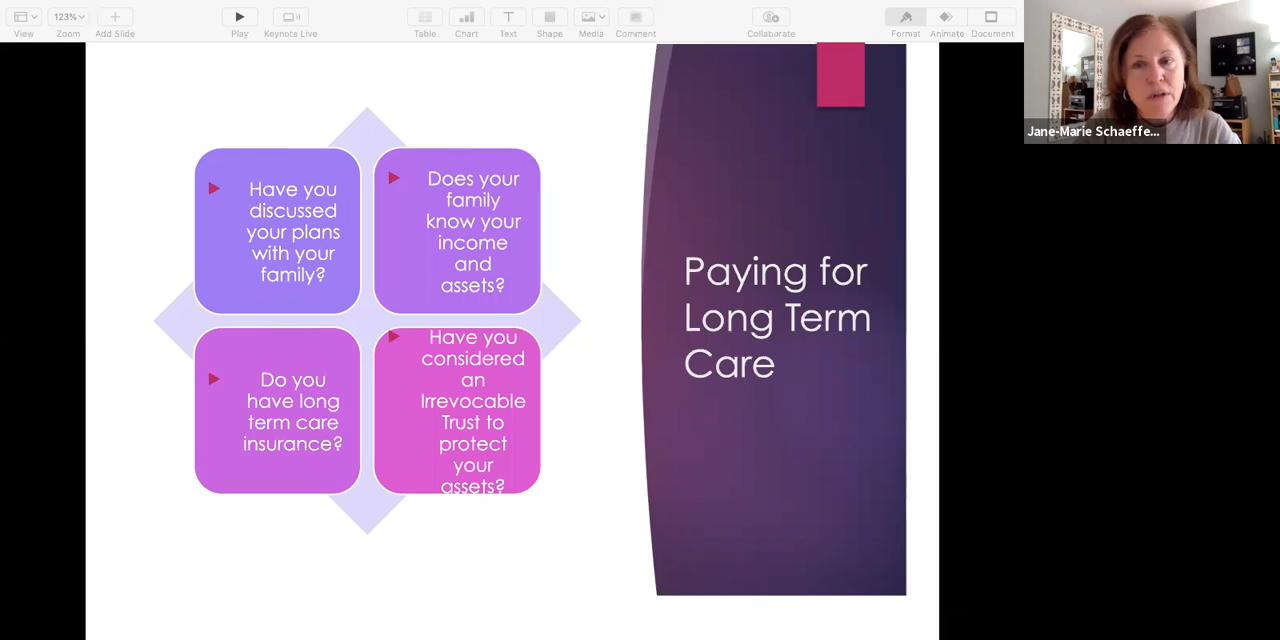 View
123%
Zoom
Add Slide
Play
Keynote Live
Table
Chart
Text
Shape
Media
Comment
Collaborate
Format
Animate
Document
Jane-Marie Schaeffe...
Have you
discussed
your plans
with your
family?
Does your
family
know your
income
and
assets?
Do you
have long
term care
insurance?
Have you
considered
an
Irrevocable
Trust to
protect
your
assets?
Paying for
Long Term
Care